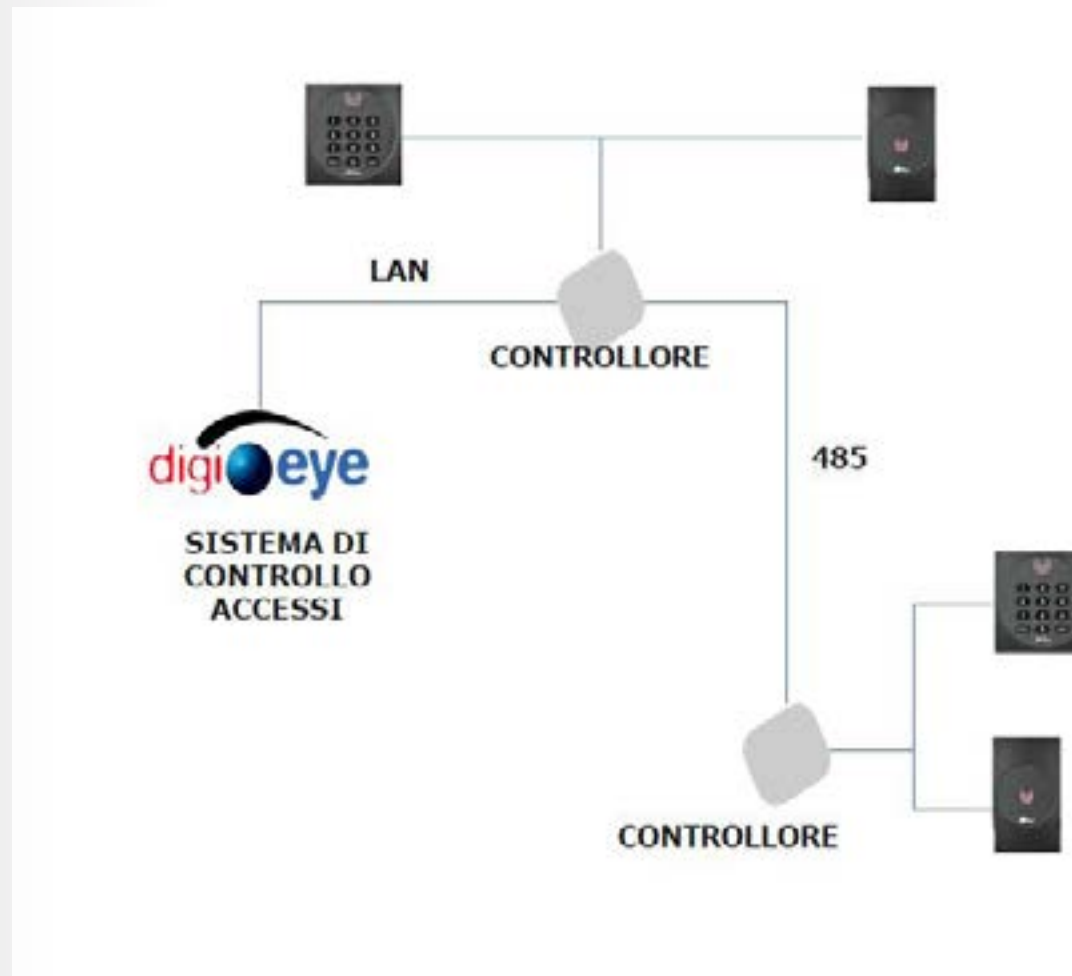 LAN
CONTROLLORE
485
digieye
SISTEMA DI
CONTROLLO
ACCESSI
CONTROLLORE